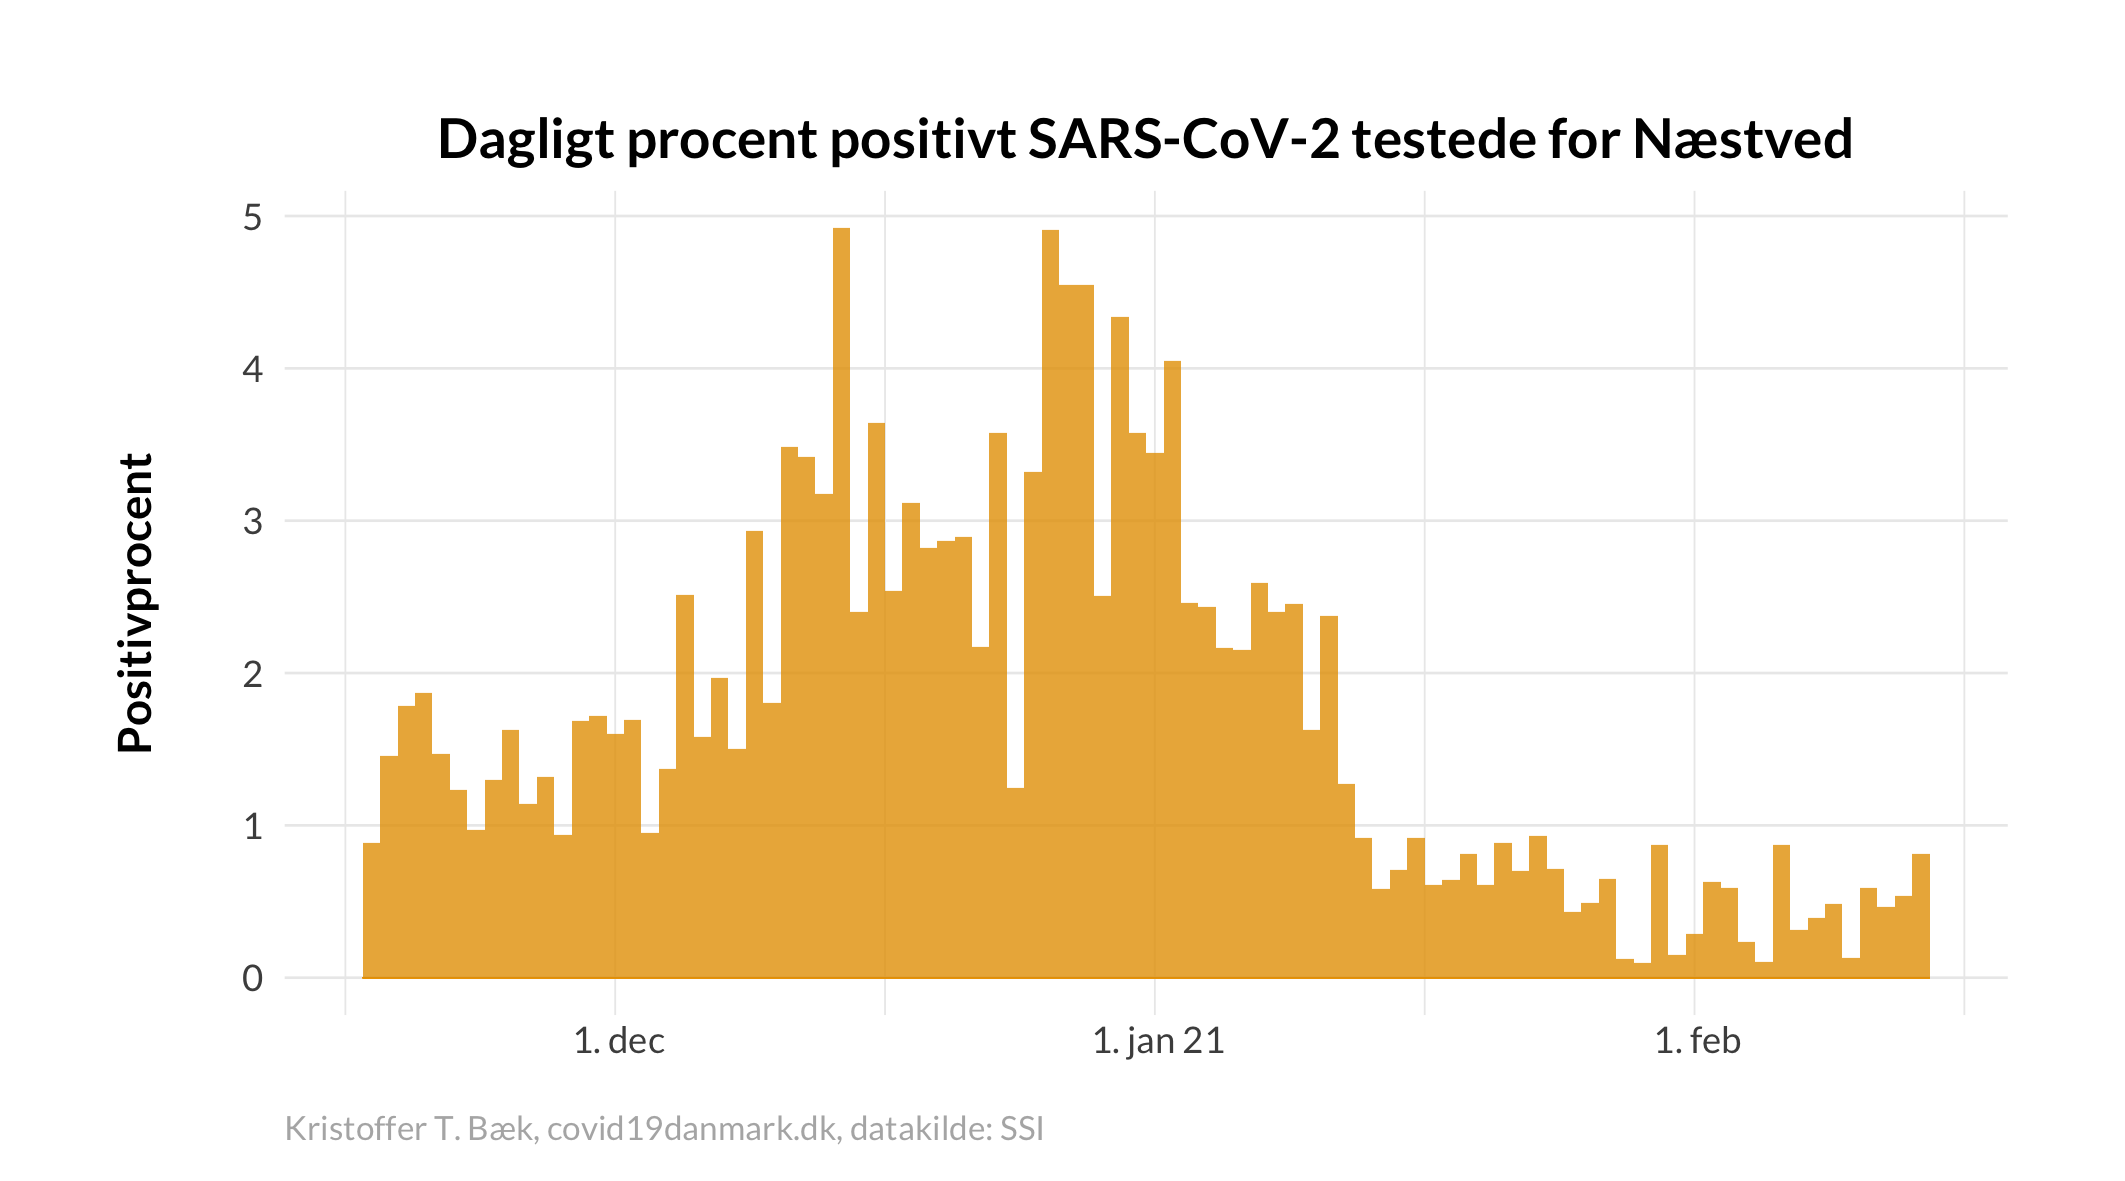 Dagligt procent positivt SARS-CoV-2 testede for Næstved
Positivprocent
5
4
3
2
1
0
1. dec
1. jan 21
1. feb
Kristoffer T. Bæk, covid19danmark.dk, datakilde: SSI